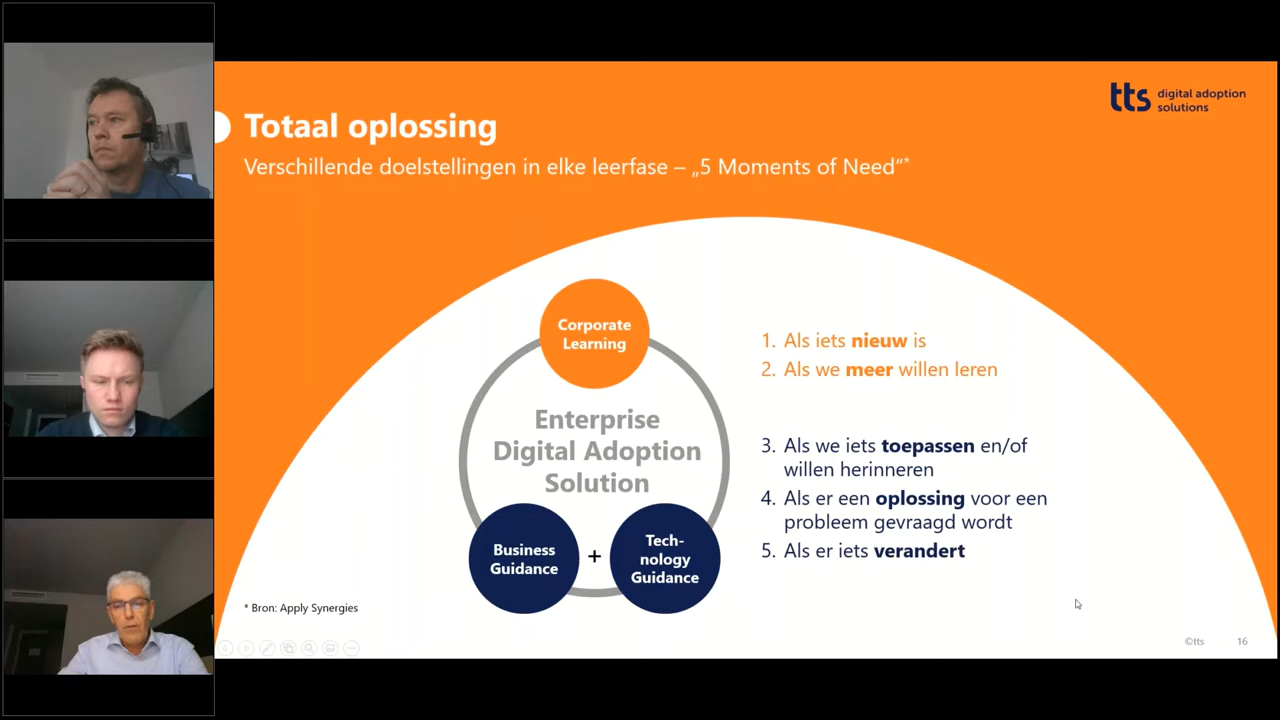 tts digital adoption
solutions
Totaal oplossing
Verschillende doelstellingen in elke leerfase – „5 Moments of Need“*
Corporate
Learning
Enterprise
Digital Adoption
Solution
Business
Guidance
+
Tech-
nology
Guidance
1. Als iets nieuw is
2. Als we meer willen leren
3. Als we iets toepassen en/of
willen herinneren
4. Als er een oplossing voor een
probleem gevraagd wordt
5. Als er iets verandert
* Bron: Apply Synergies
©tts 16